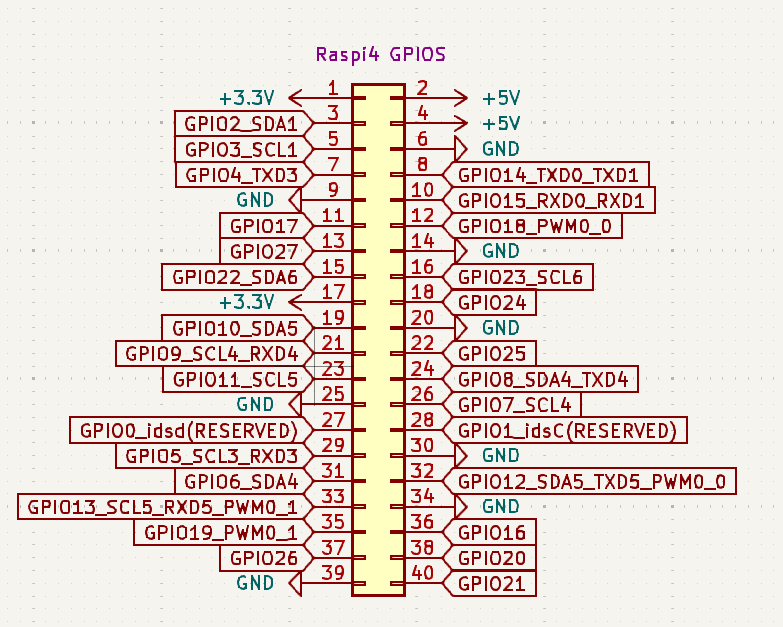 Raspi4 GPIOS
+3.3V 1 2 +5V
GPIO2_SDA1 3 4 +5V
GPIO3_SCL1 5 6 GND
GPIO4_TXD3 7 8 GPIO14_TXD0_TXD1
GND 9 10 GPIO15_RXD0_RXD1
GPIO17 11 12 GPIO18_PWM0_0
GPIO27 13 14 GND
GPIO22_SDA6 15 16 GPIO23_SCL6
+3.3V 17 18 GPIO24
GPIO10_SDA5 19 20 GND
GPIO9_SCL4_RXD4 21 22 GPIO25
GPIO11_SCL5 23 24 GPIO8_SDA4_TXD4
GND 25 26 GPIO7_SCL4
GPIO0_idsd(RESERVED) 27 28 GPIO1_idsC(RESERVED)
GPIO5_SCL3_RXD3 29 30 GND
GPIO6_SDA4 31 32 GPIO12_SDA5_TXD5_PWM0_0
GPIO13_SCL5_RXD5_PWM0_1 33 34 GND
GPIO19_PWM0_1 35 36 GPIO16
GPIO26 37 38 GPIO20
GND 39 40 GPIO21